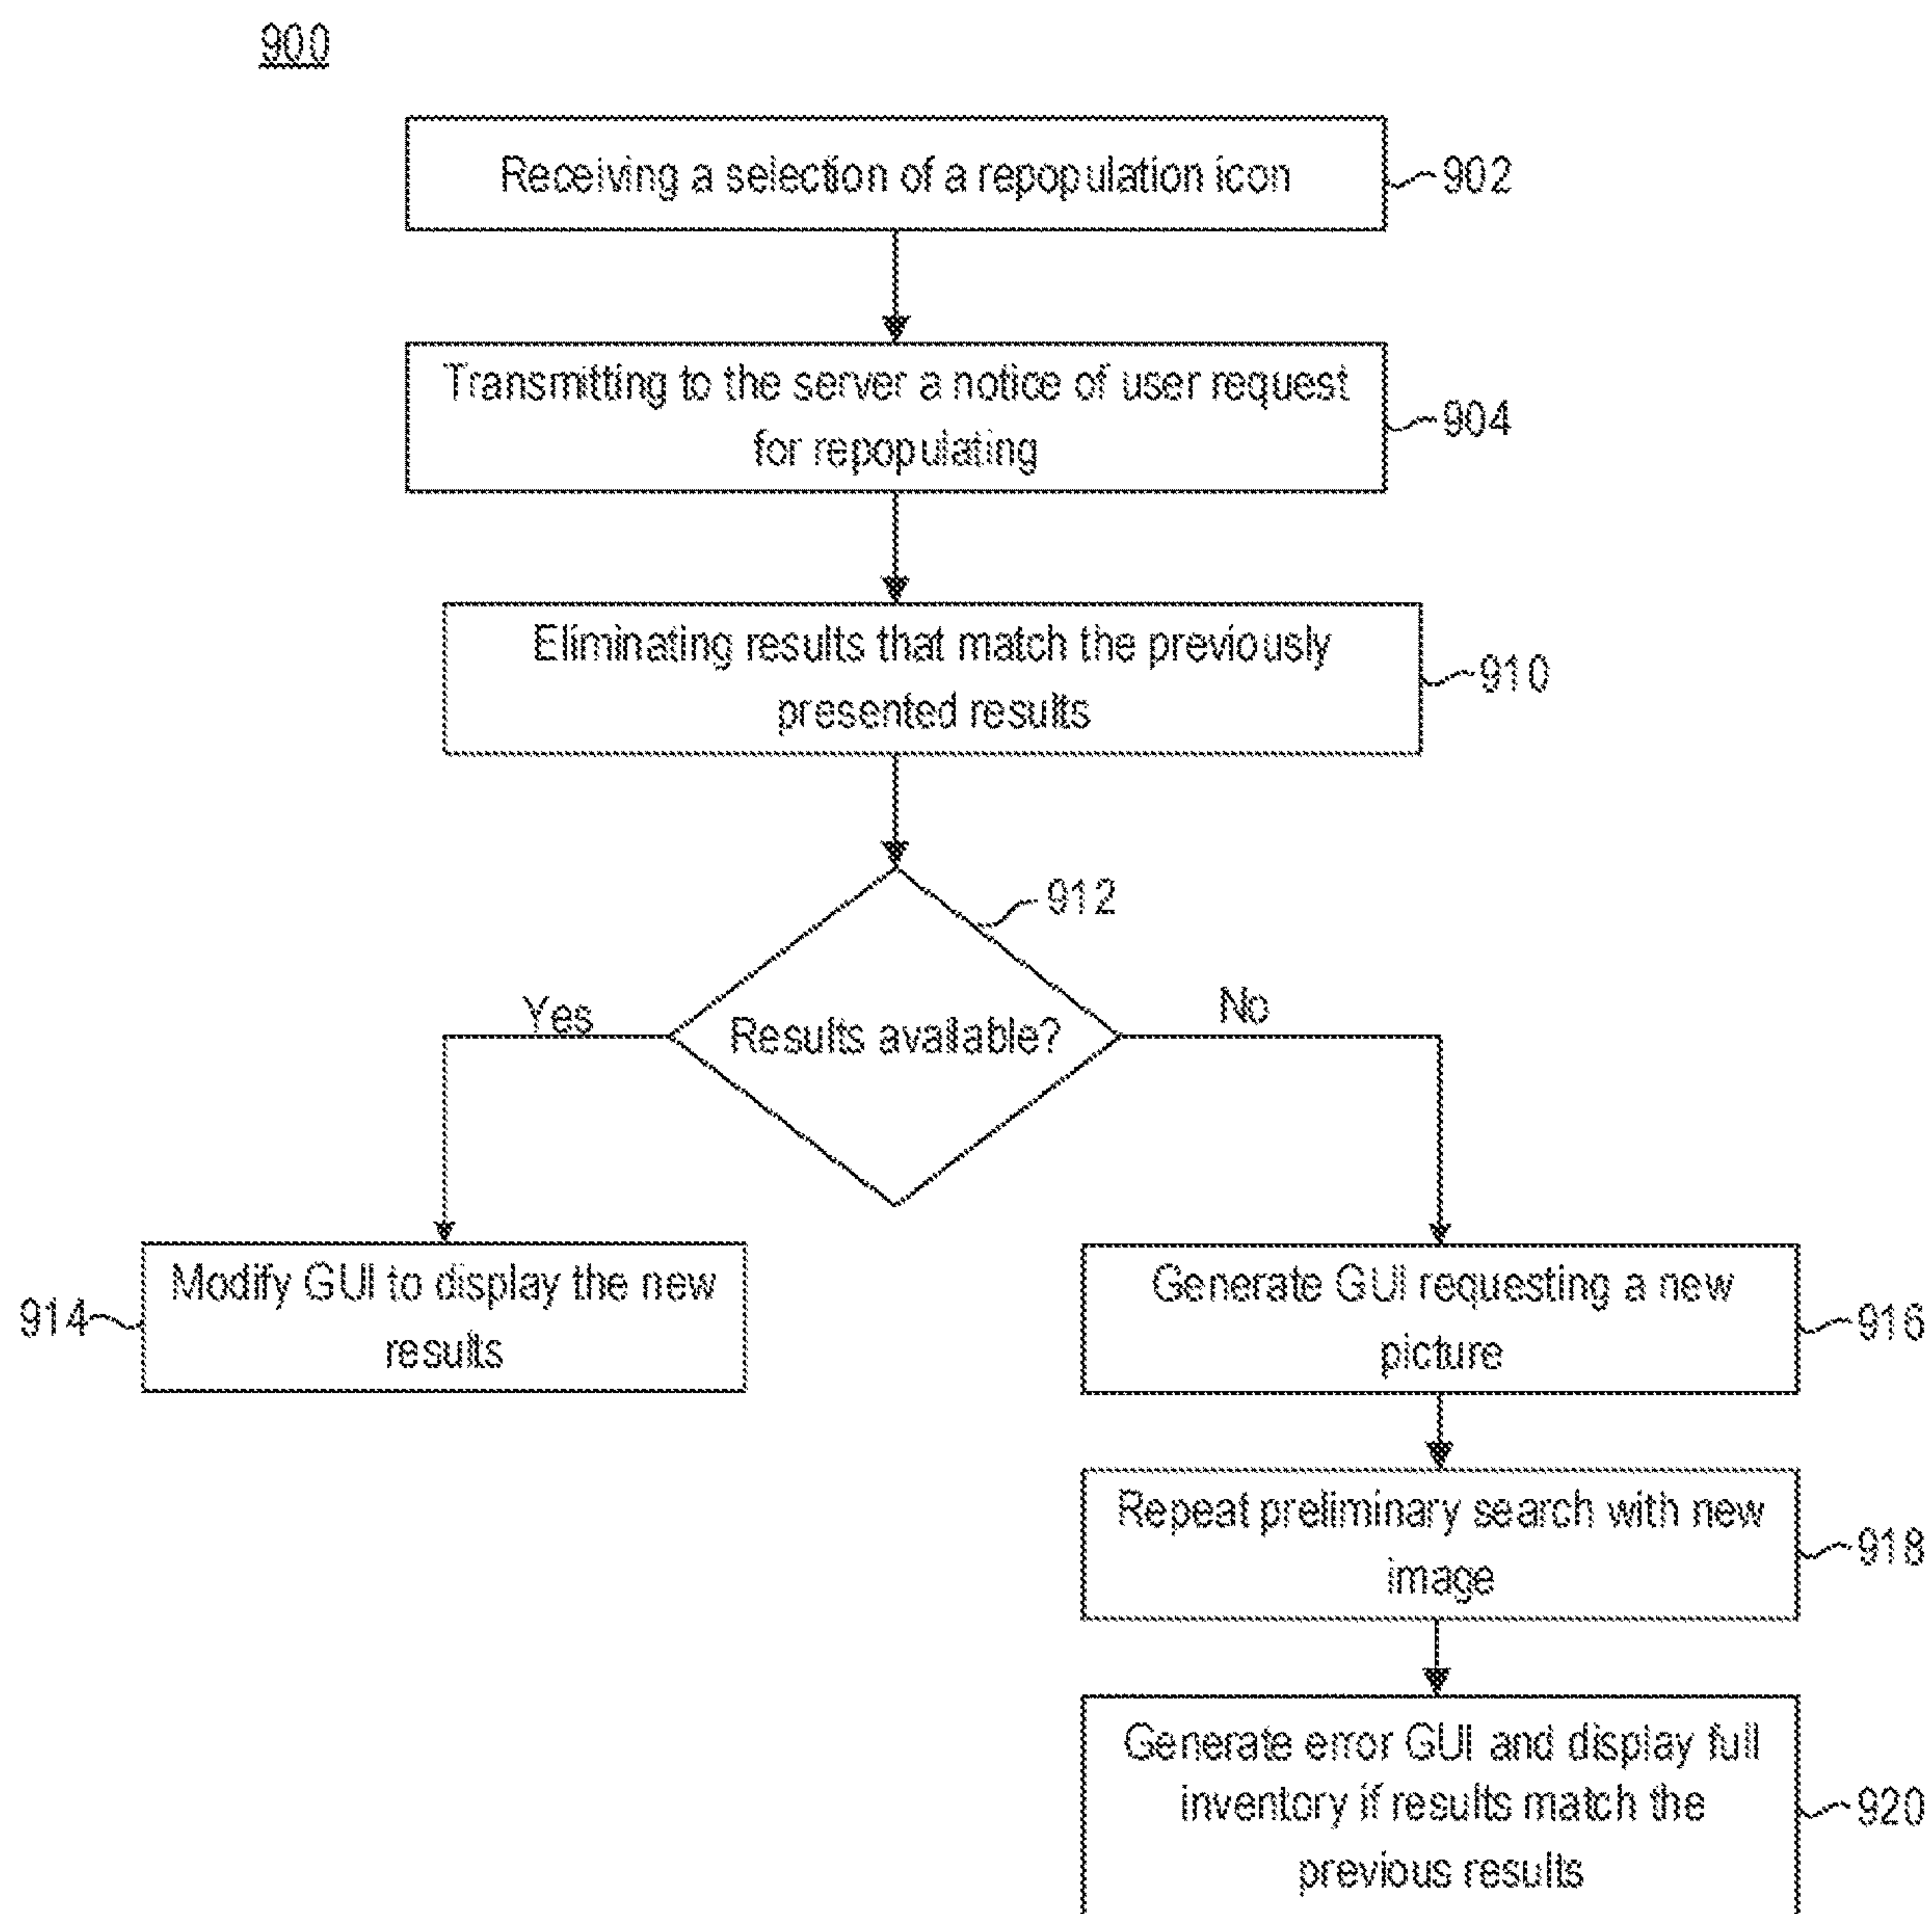 900
Receiving a selection of a repopulation icon
902
Transmitting to the server a notice of user request
for repopulating
904
Eliminating results that match the previously
presented results
910
912
Results available?
Yes
No
Modify GUI to display the new
results
914
Generate GUI requesting a new
picture
916
Repeat preliminary search with new
image
918
Generate error GUI and display full
inventory if results match the
previous results
920